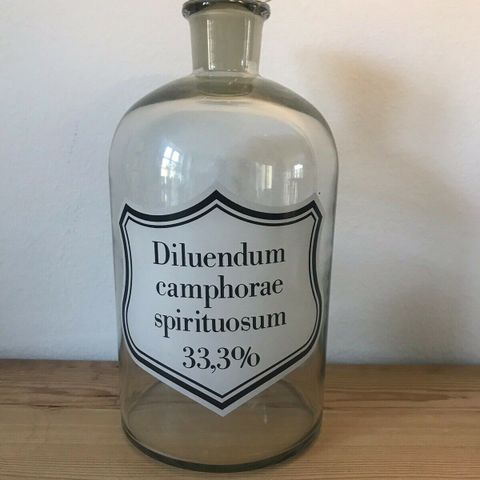 Diluendum
camphorae
spirituosum
33,3%